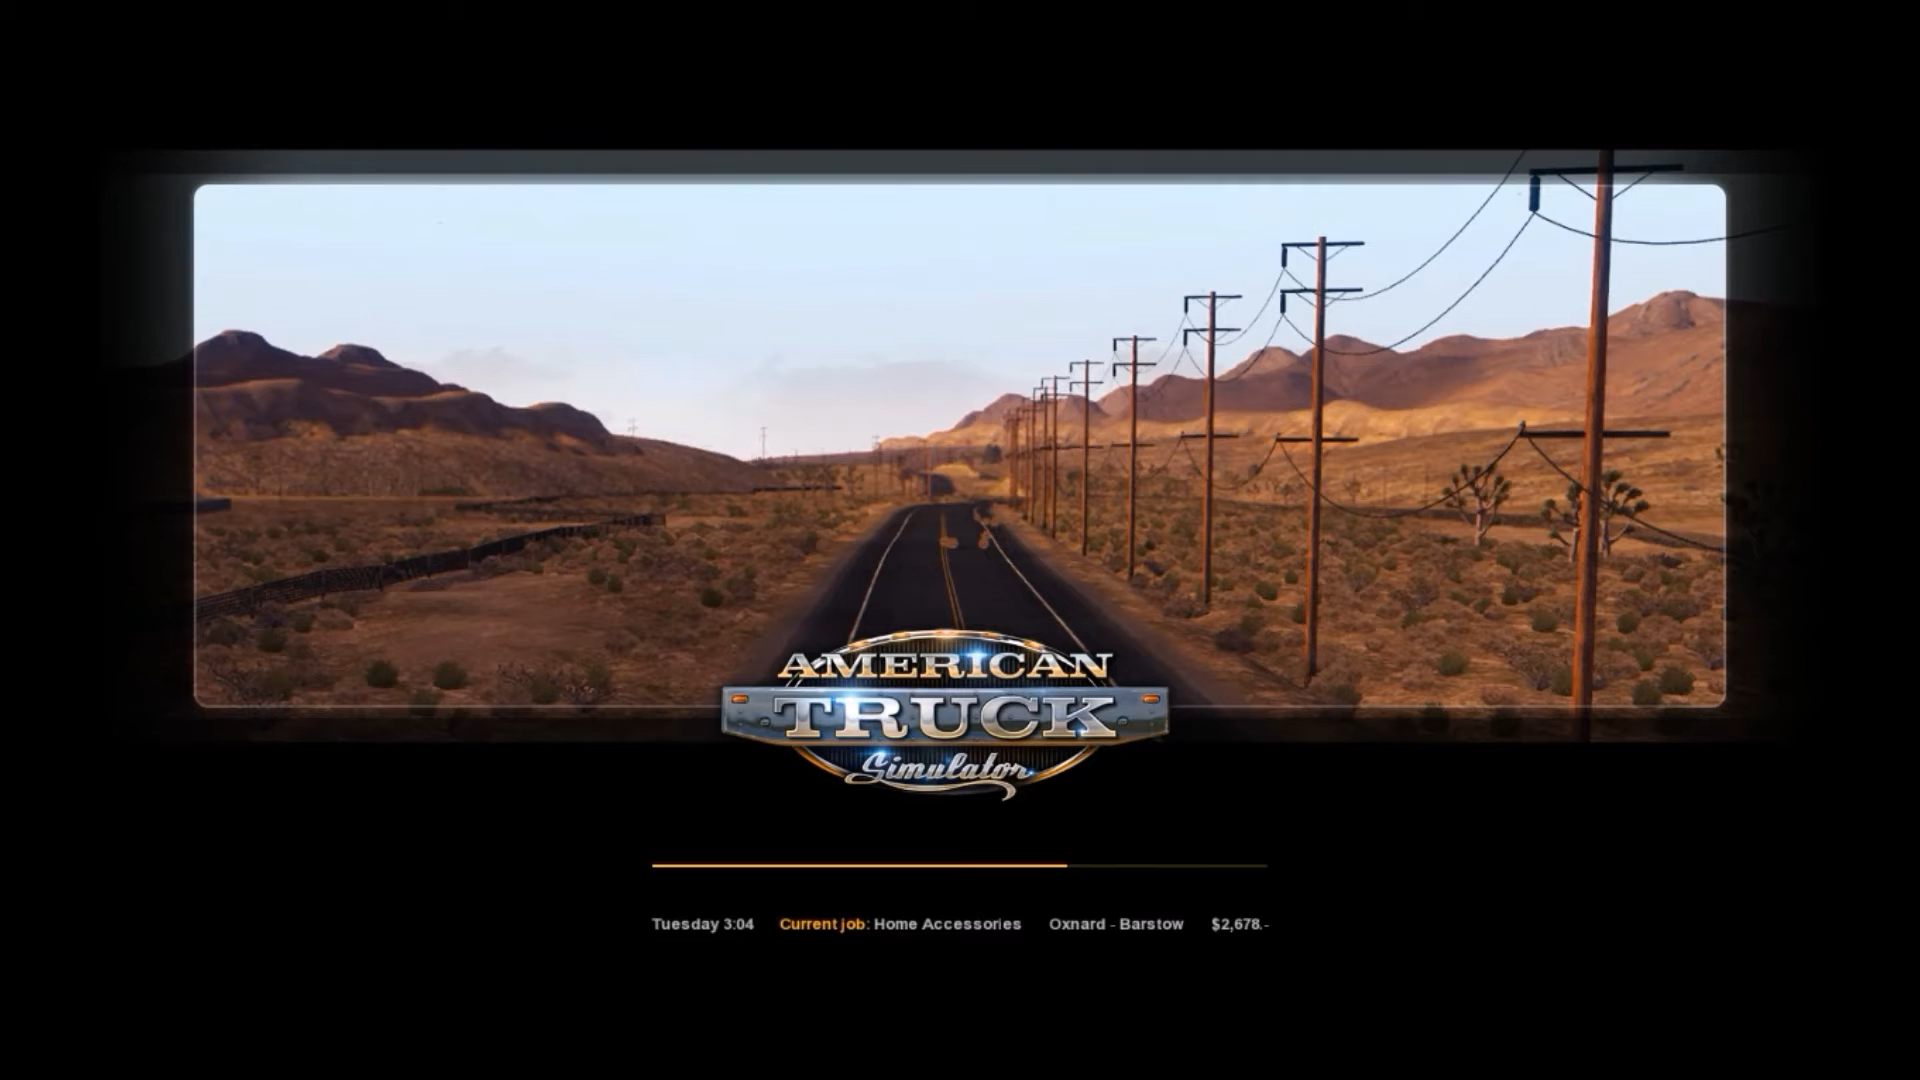 AMERICAN
TRUCK
Simulator
Tuesday 3:04 Current job: Home Accessories Oxnard - Barstow $2,678.-